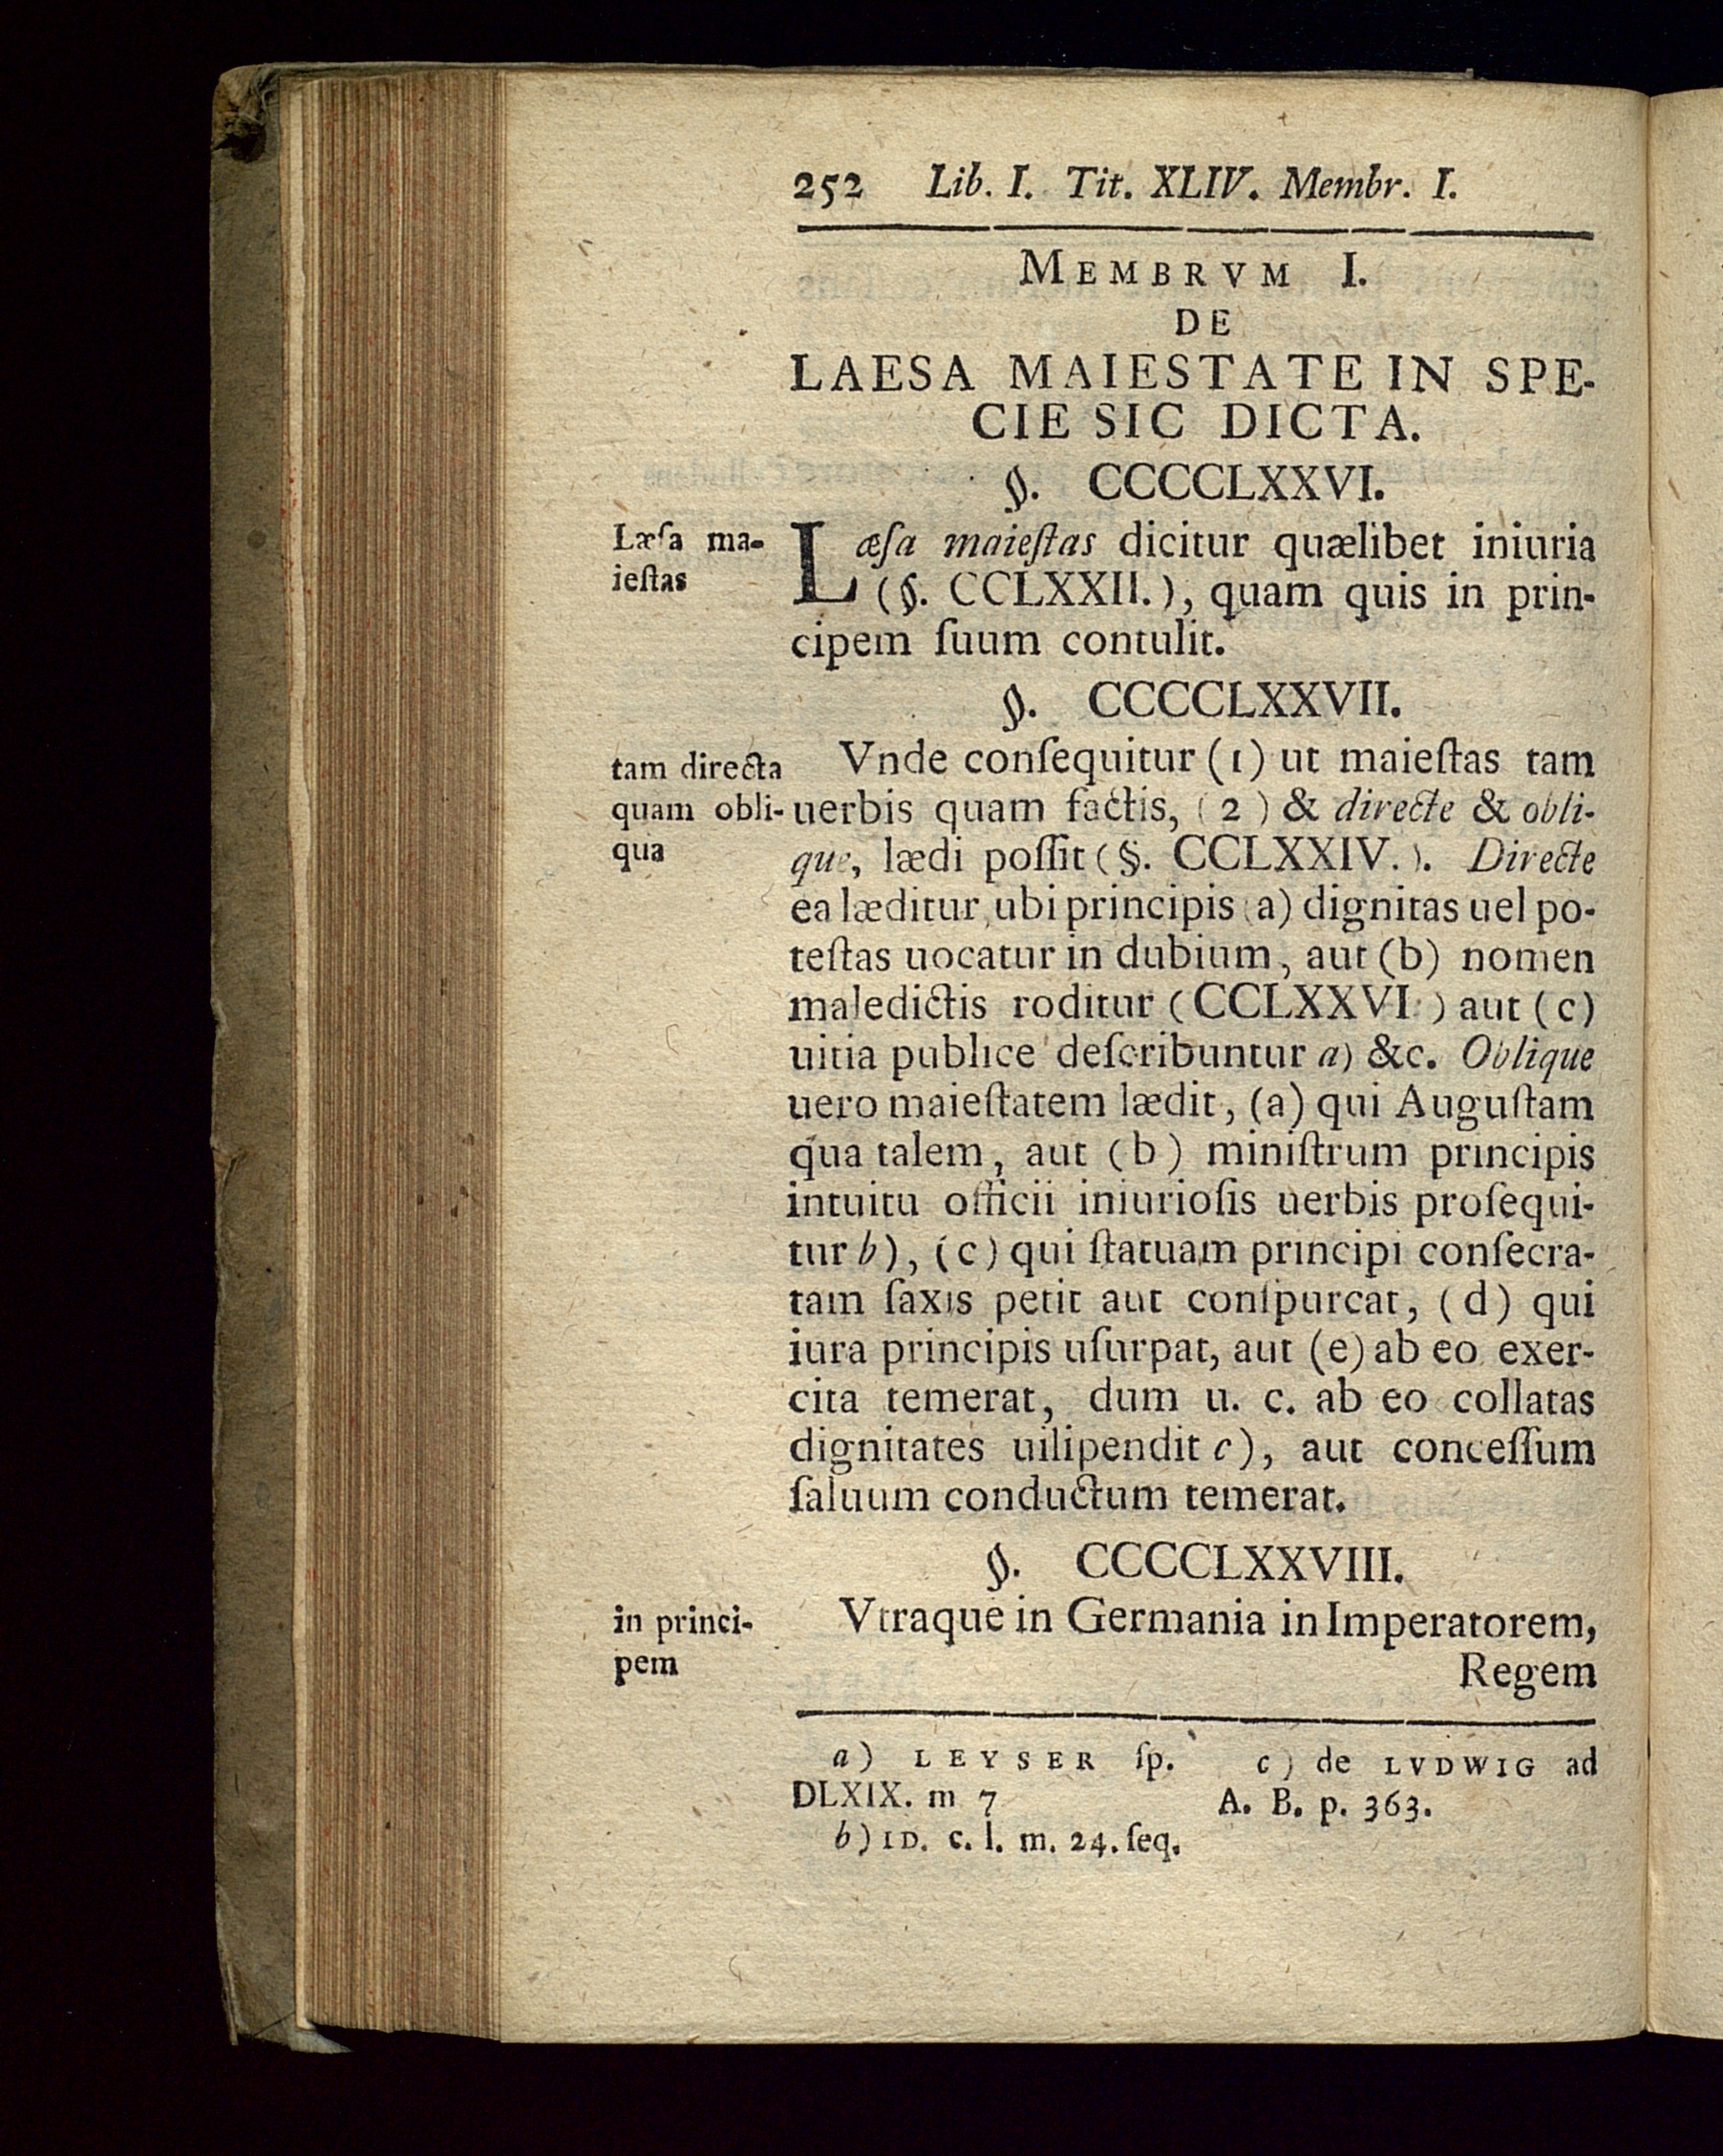 252 Lib. I. Tit. XLIV. Membr. I.
MEMBRVM I.
DE
LAESA MAIESTATE IN SPE-
CIE SIC DICTA.
§. CCCCLXXVI.
Læſa ma-
ieſtas
Læſa maieſtas dicitur quælibet iniuria
(§. CCLXXII.), quam quis in prin-
cipem ſuum contulit.
§. CCCCLXXVII.
tam directa
quam obli-
qua
Vnde conſequitur (1) ut maieſtas tam
uerbis quam factis, (2) & directe & obli-
que, lædi poſſit (§. CCLXXIV.). Directe
ea læditur, ubi principis (a) dignitas uel po-
teſtas uocatur in dubium, aut (b) nomen
maledictis roditur (CCLXXVI.) aut (c)
uitia publice deſcribuntur a) &c. Oblique
uero maieſtatem lædit, (a) qui Auguſtam
qua talem, aut (b) miniſtrum principis
intuitu officii iniurioſis uerbis proſequi-
tur b), (c) qui ſtatuam principi conſecra-
tam ſaxis petit aut conſpurcat, (d) qui
iura principis uſurpat, aut (e) ab eo exer-
cita temerat, dum u. c. ab eo collatas
dignitates uilipendit c), aut conceſſum
ſaluum conductum temerat.
§. CCCCLXXVIII.
in princi-
pem
Vtraque in Germania in Imperatorem,
Regem
a) LEYSER ſp.
DLXIX. m 7
b) ID. c. l. m. 24. ſeq.
c) de LVDWIG ad
A. B. p. 363.